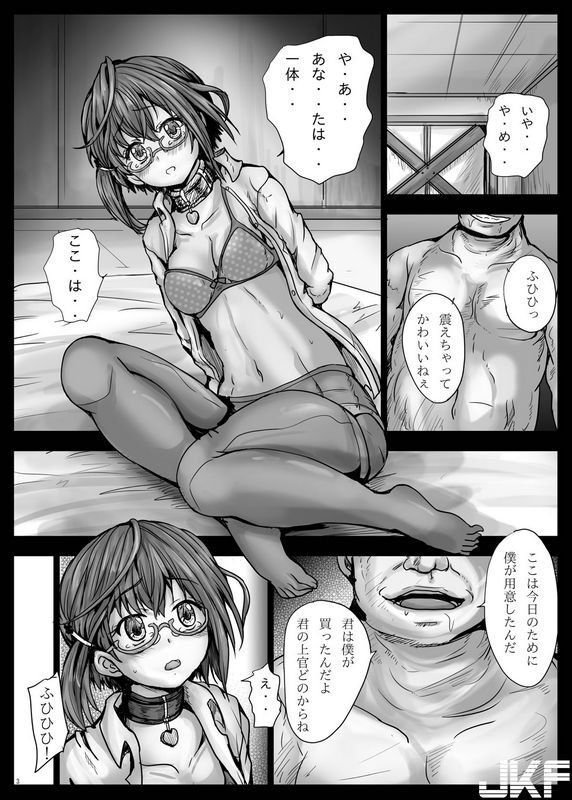 いや・・
や・め・・
や・あ・・
あな・・たは・・
一体・・
ここ・は・・
ふひひっ
震えちゃって
かわいいねぇ
ここは今日のために
僕が用意したんだ
君は僕が
買ったんだよ
君の上官どのからね
え・・
ふひひひ！
3
JKF